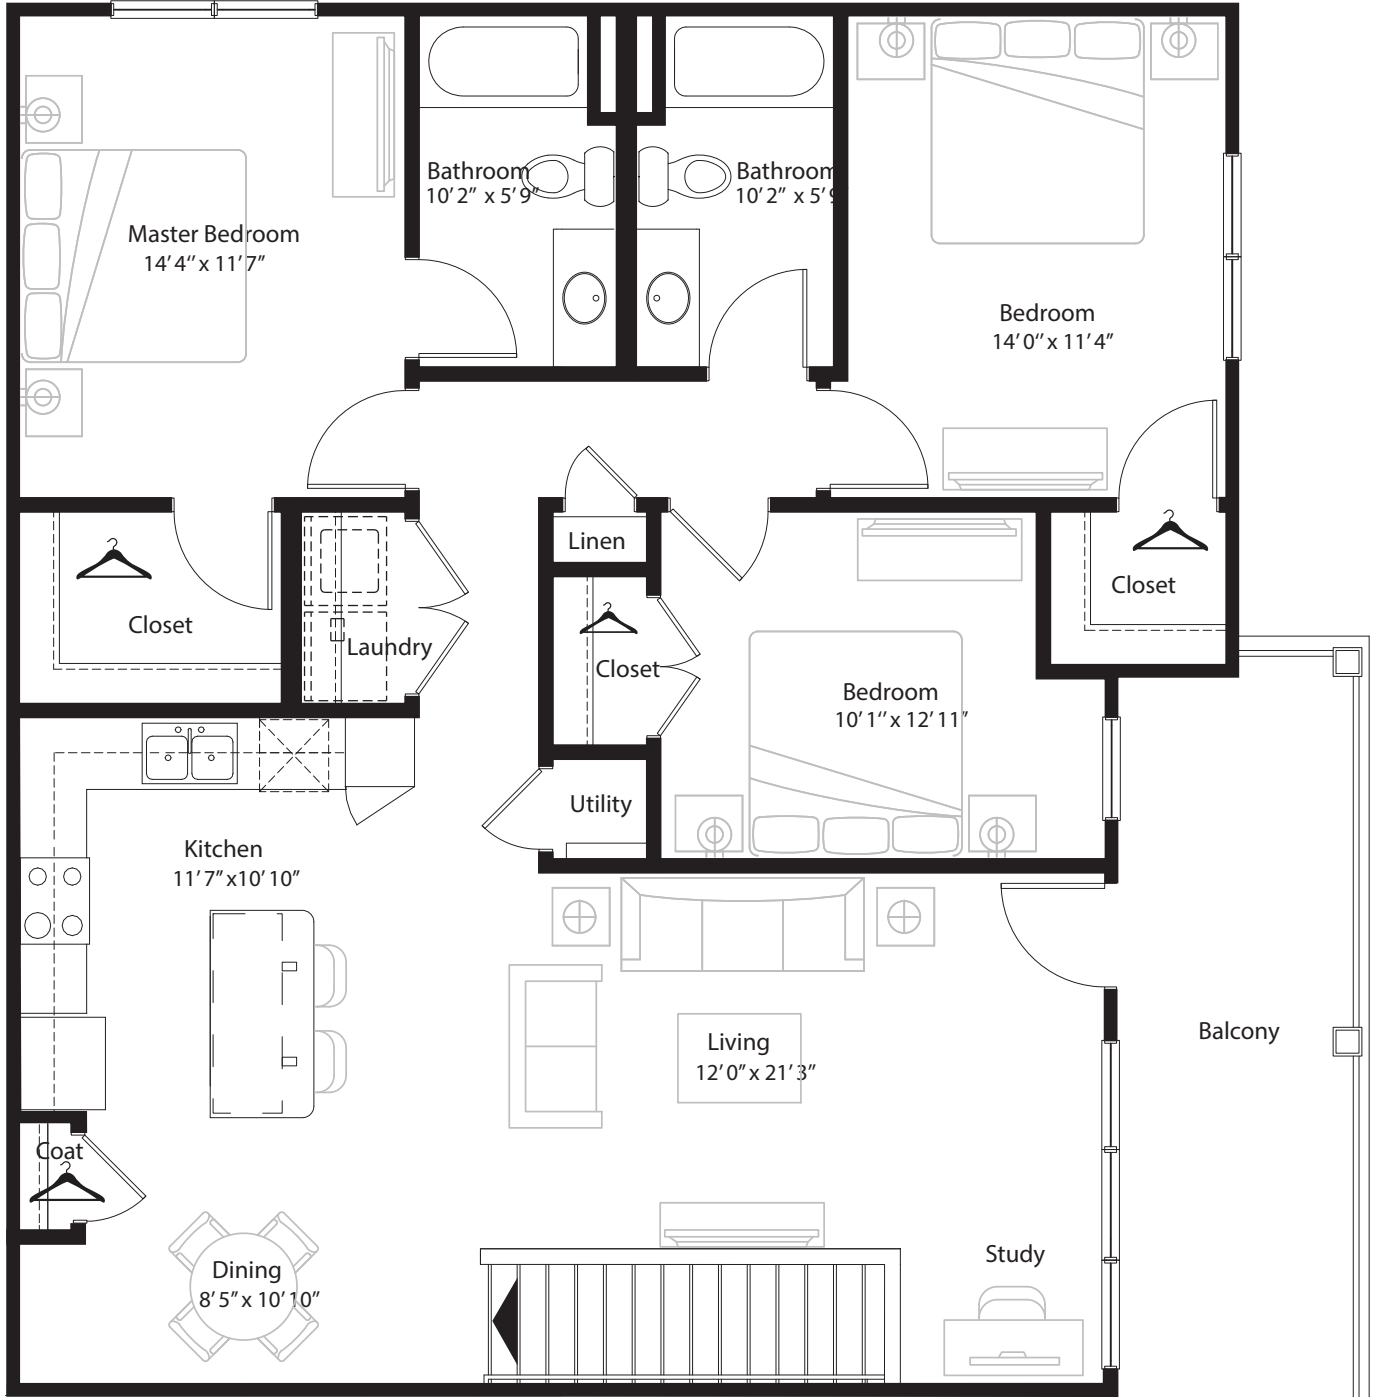 Bathroom
10'2" x 5'9"
Bathroom
10'2" x 5'9
Master Bedroom
14'4" x 11'7"
Bedroom
14'0" x 11'4"
Linen
Closet
Closet
Laundry
Closet
Bedroom
10'1" x 12'11"
Utility
Kitchen
11'7" x10'10"
Living
12'0" x 21'3"
Balcony
Coat
Study
Dining
8'5" x 10'10"